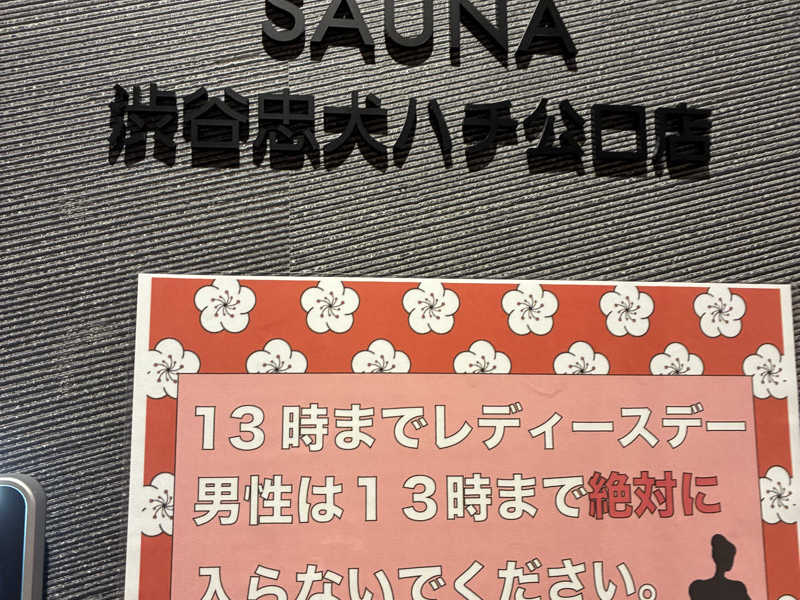 SAUNA
渋谷忠犬ハチ公口店
13時までレディースデー
男性は13時まで絶対に
入らないでください。